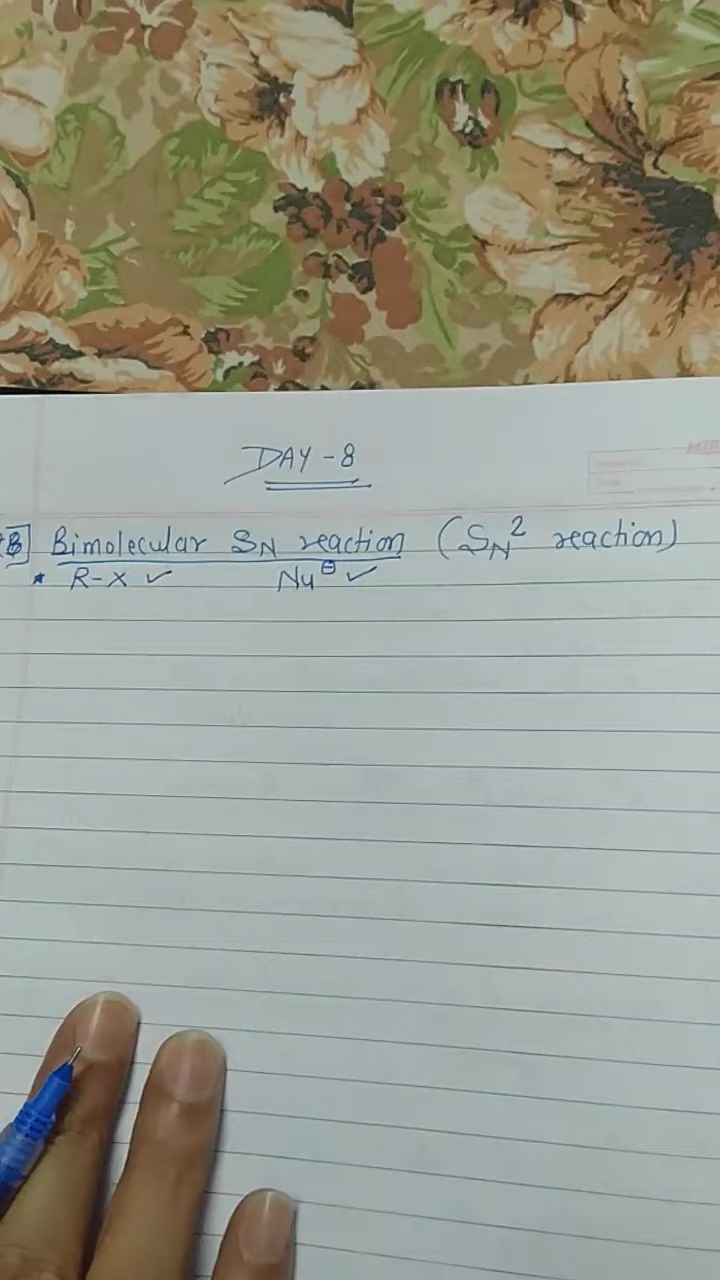 DAY - 8
B] Bimolecular SN reaction (SN² reaction)
* R-X ✓ Nu⊖ ✓